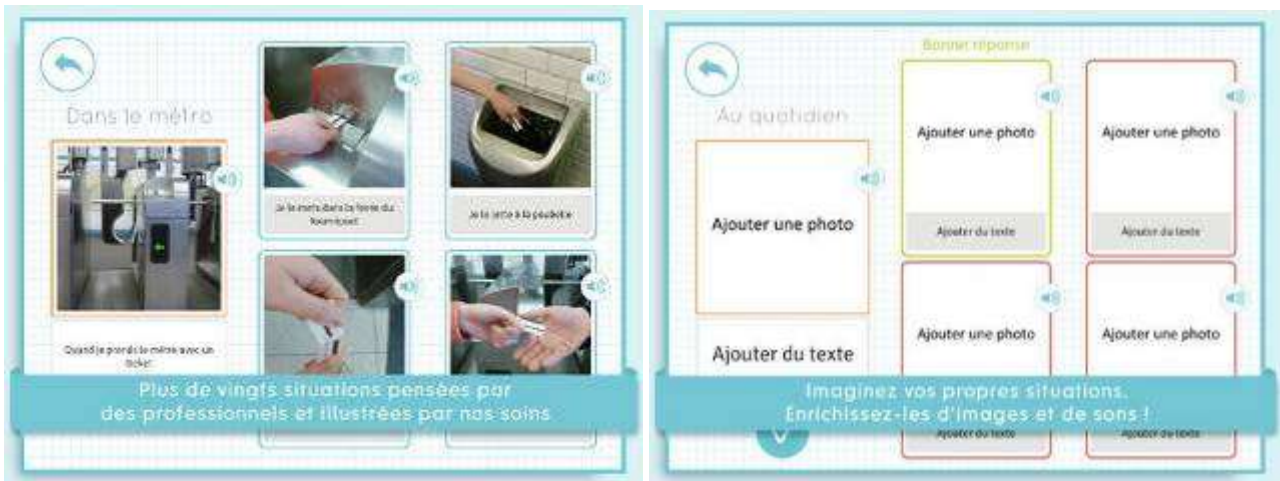 Dans le métro
Je le mets dans la fente du
tourniquet
Je le jette à la poubelle
Quand je prends le métro avec un
ticket
Plus de vingts situations pensées par
des professionnels et illustrées par nos soins
Bonne réponse
Au quotidien
Ajouter une photo
Ajouter du texte
Ajouter une photo
Ajouter du texte
Ajouter une photo
Ajouter du texte
Ajouter une photo
Ajouter une photo
Imaginez vos propres situations.
Enrichissez-les d'images et de sons !
Ajouter du texte
Ajouter du texte